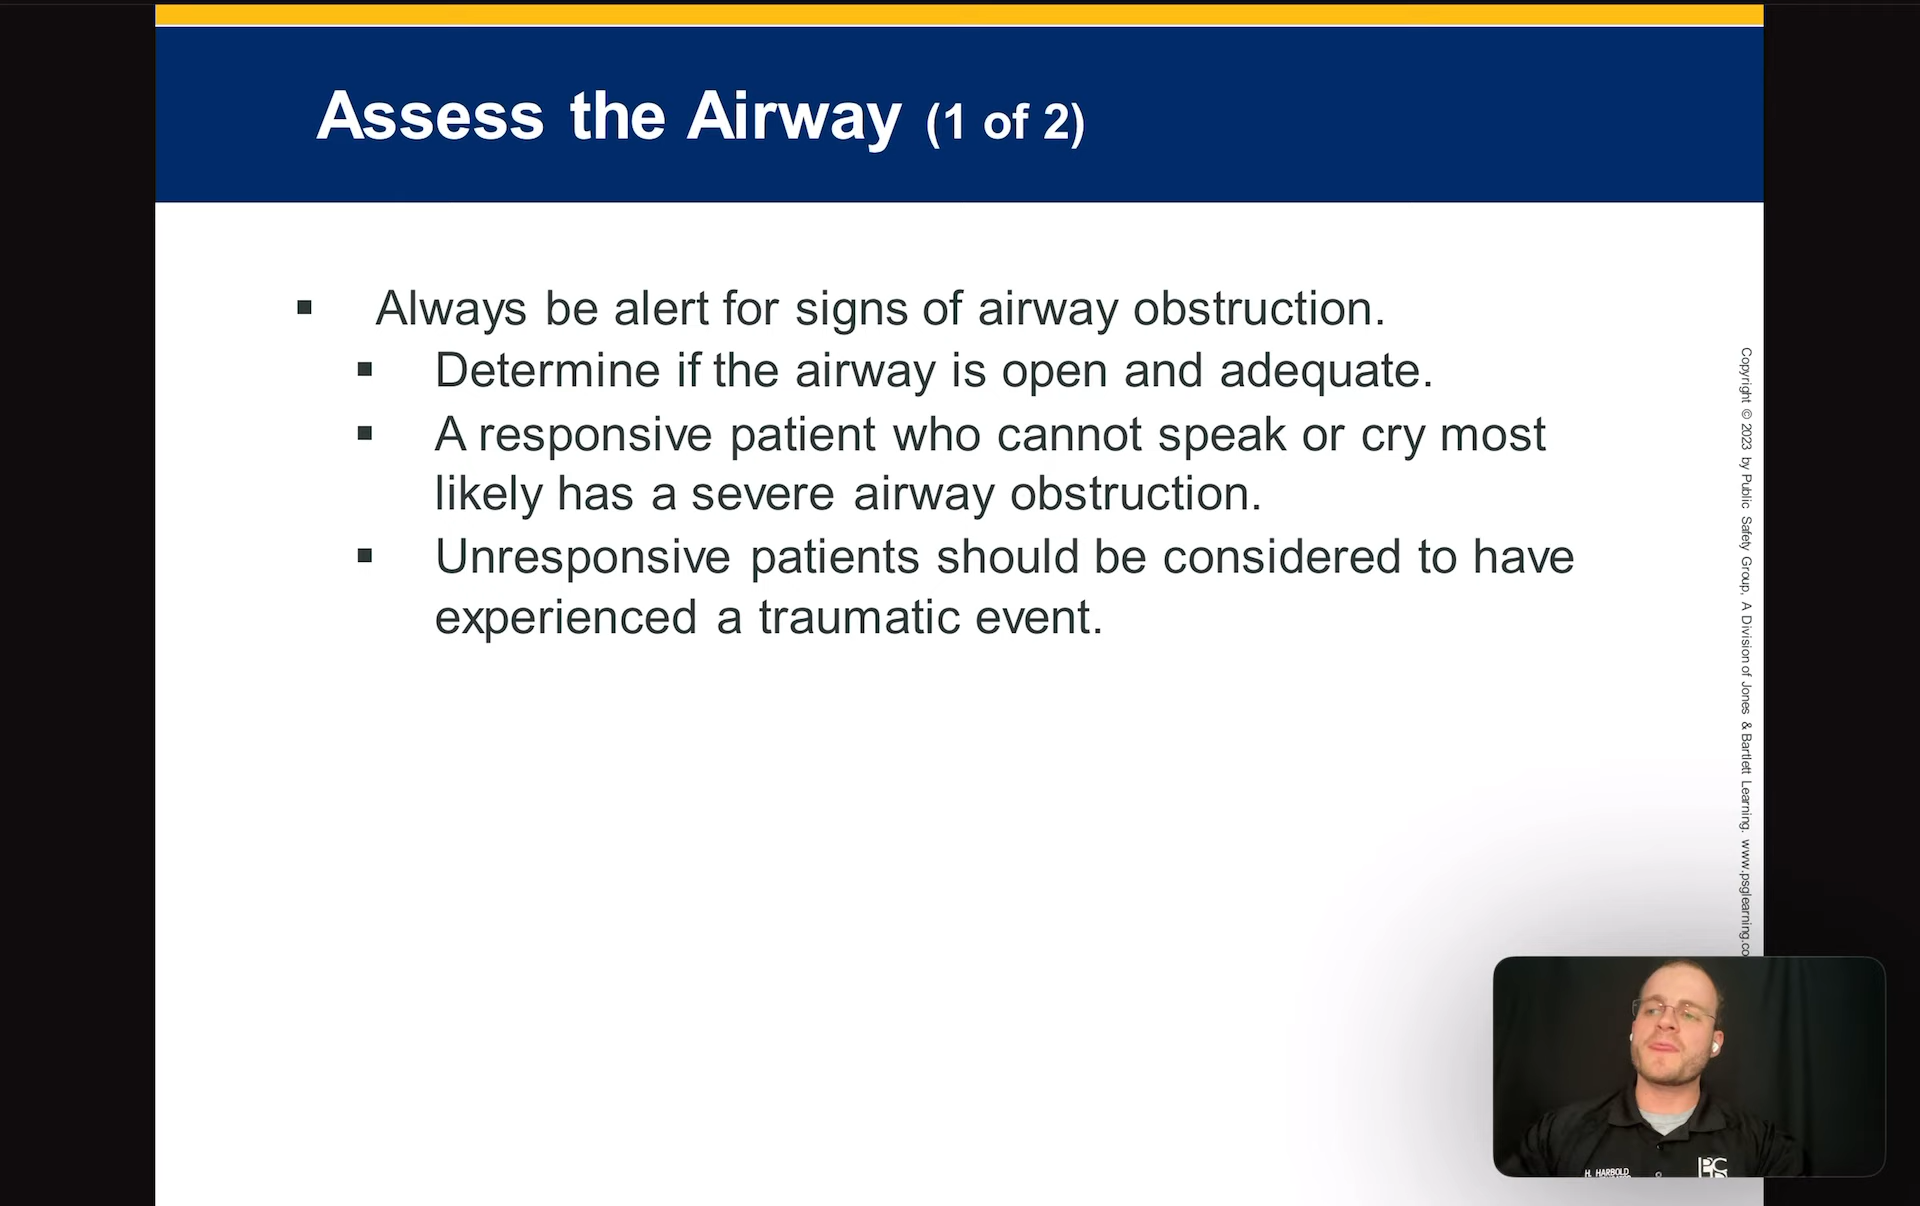 Assess the Airway (1 of 2)
▪ Always be alert for signs of airway obstruction.
▪ Determine if the airway is open and adequate.
▪ A responsive patient who cannot speak or cry most
likely has a severe airway obstruction.
▪ Unresponsive patients should be considered to have
experienced a traumatic event.
Copyright © 2023 by Public Safety Group, A Division of Jones & Bartlett Learning. www.psglearning.co
H. HARBOLD